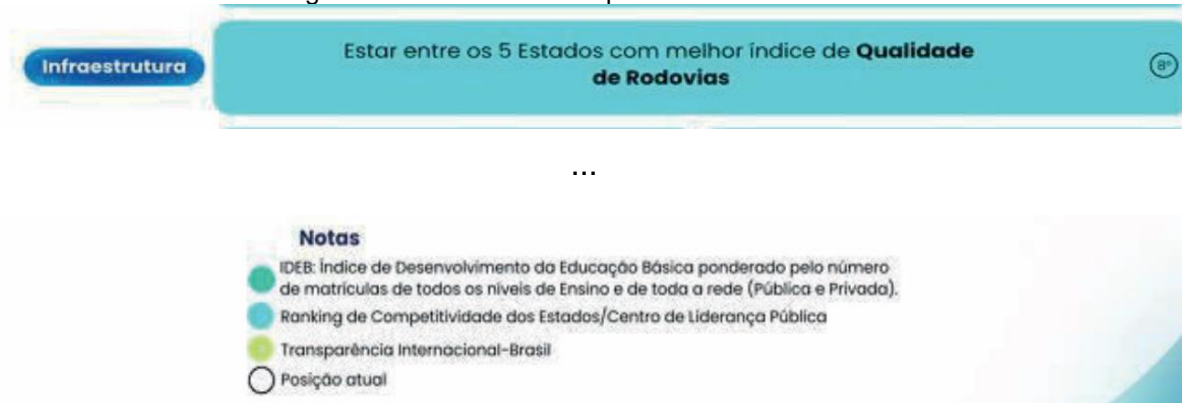 Infraestrutura
Estar entre os 5 Estados com melhor índice de Qualidade
de Rodovias
8º
...
Notas
IDEB: Índice de Desenvolvimento da Educação Básica ponderado pelo número
de matrículas de todos os níveis de Ensino e de toda a rede (Pública e Privada).
Ranking de Competitividade dos Estados/Centro de Liderança Pública
Transparência Internacional-Brasil
Posição atual